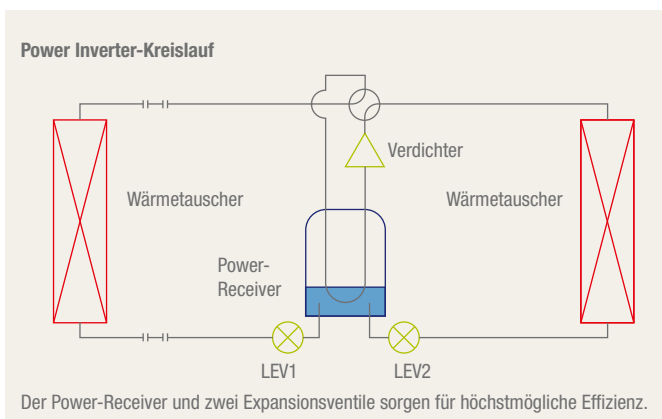 Power Inverter-Kreislauf
Verdichter
Wärmetauscher
Wärmetauscher
Power-
Receiver
LEV1
LEV2
Der Power-Receiver und zwei Expansionsventile sorgen für höchstmögliche Effizienz.